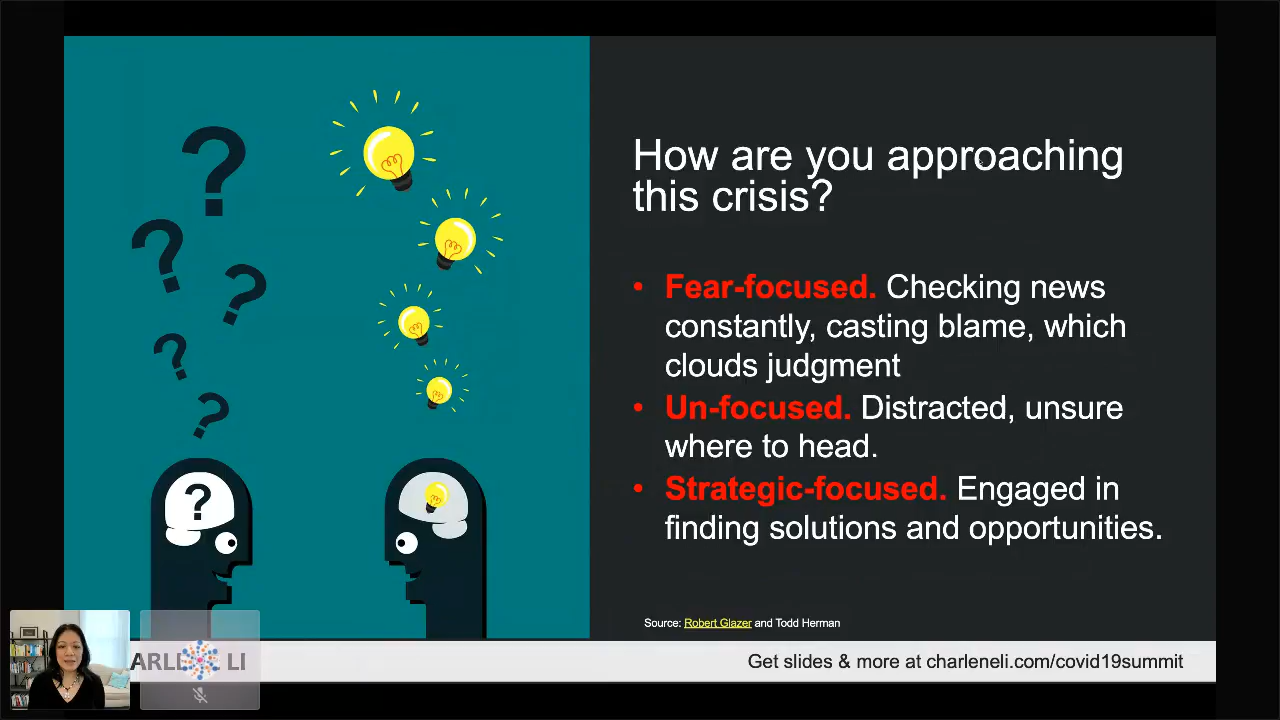 ?
?
?
?
?
?
How are you approaching
this crisis?
• Fear-focused. Checking news
constantly, casting blame, which
clouds judgment
• Un-focused. Distracted, unsure
where to head.
• Strategic-focused. Engaged in
finding solutions and opportunities.
Source: Robert Glazer and Todd Herman
ARL LI
Get slides & more at charleneli.com/covid19summit